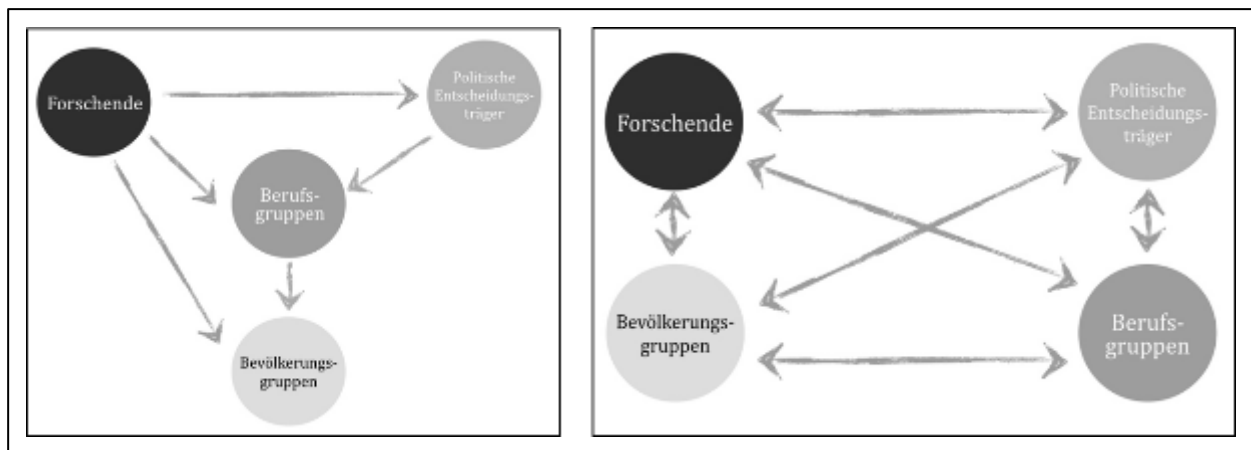 Forschende
Politische
Entscheidungs-
träger
Berufs-
gruppen
Bevölkerungs-
gruppen
Forschende
Politische
Entscheidungs-
träger
Bevölkerungs-
gruppen
Berufs-
gruppen